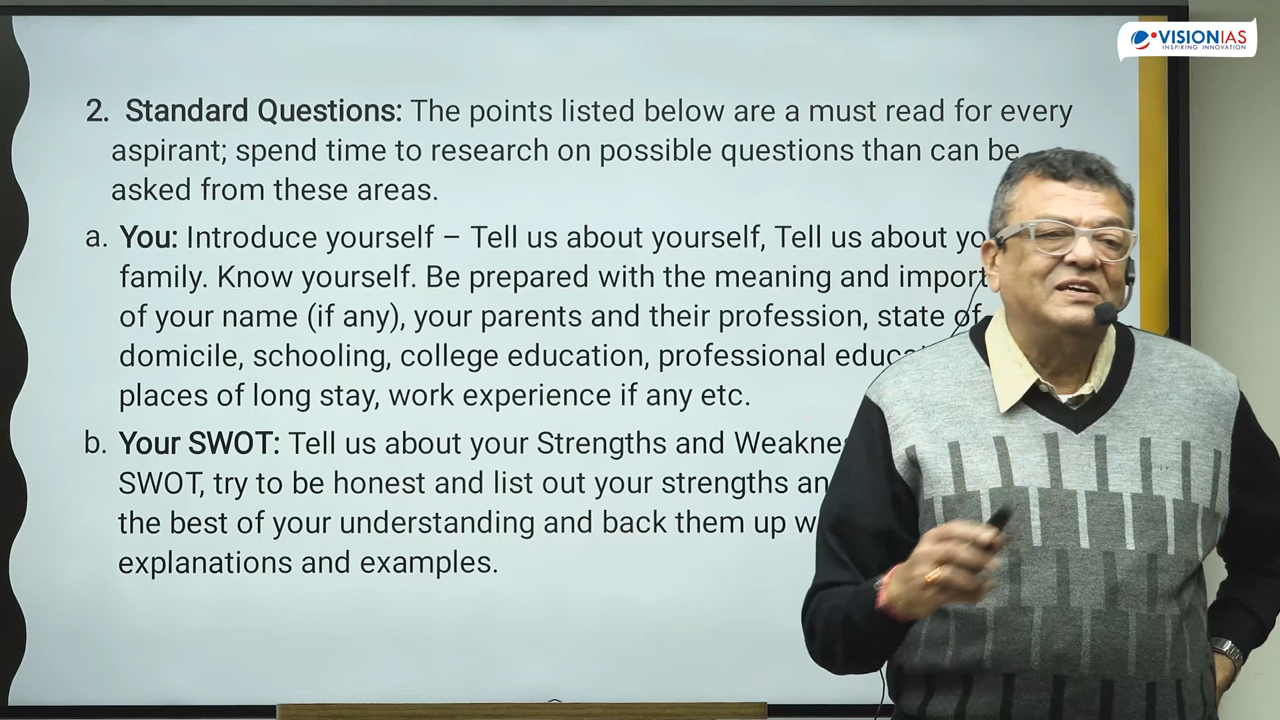 VISIONIAS
INSPIRING INNOVATION
2. Standard Questions: The points listed below are a must read for every
aspirant; spend time to research on possible questions than can be
asked from these areas.
a. You: Introduce yourself – Tell us about yourself, Tell us about
family. Know yourself. Be prepared with the meaning and
of your name (if any), your parents and their profession, state of
domicile, schooling, college education, professional
places of long stay, work experience if any etc.
b. Your SWOT: Tell us about your Strengths and
SWOT, try to be honest and list out your strengths
the best of your understanding and back them up
explanations and examples.